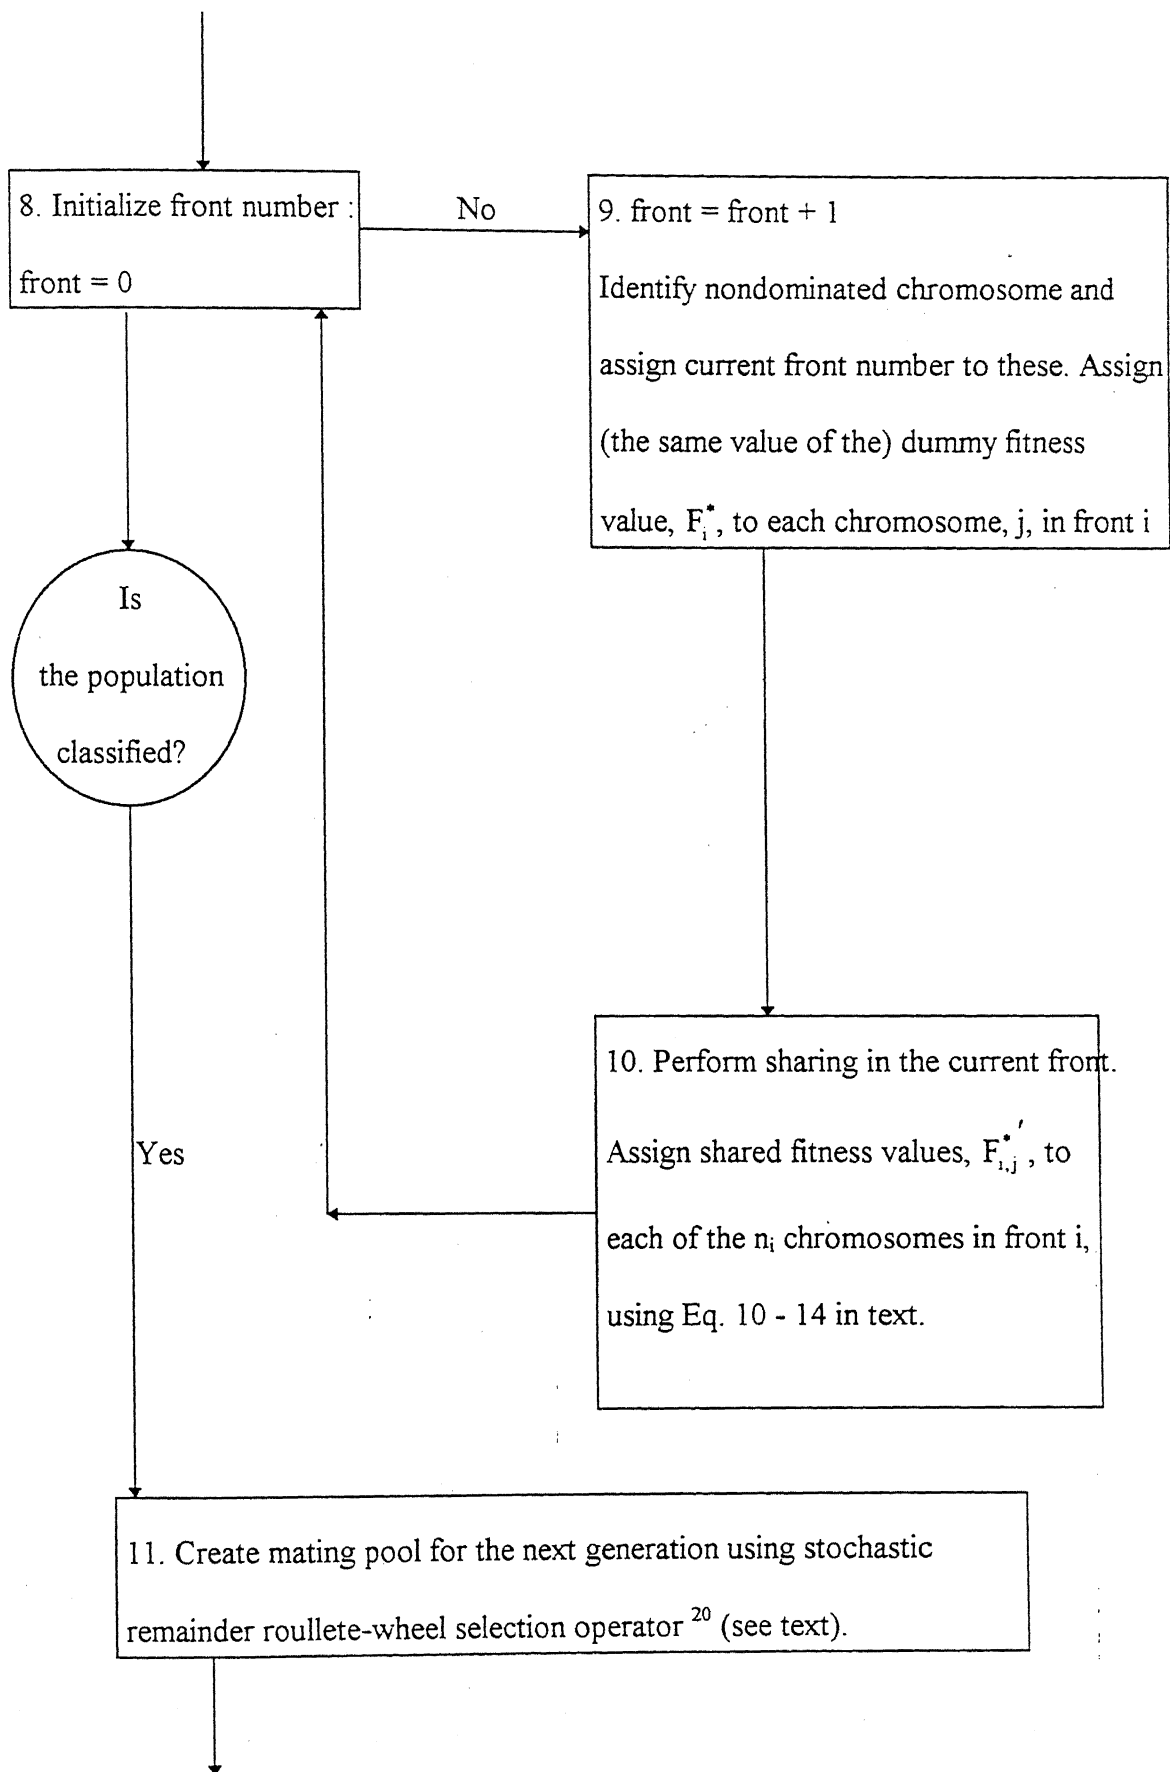 8. Initialize front number :
front = 0
No
9. front = front + 1
Identify nondominated chromosome and
assign current front number to these. Assign
(the same value of the) dummy fitness
value, F_i^*, to each chromosome, j, in front i
Is
the population
classified?
10. Perform sharing in the current front.
Assign shared fitness values, F_{i,j}^*′, to
each of the n_i chromosomes in front i,
using Eq. 10 - 14 in text.
Yes
11. Create mating pool for the next generation using stochastic
remainder roullete-wheel selection operator ²⁰ (see text).